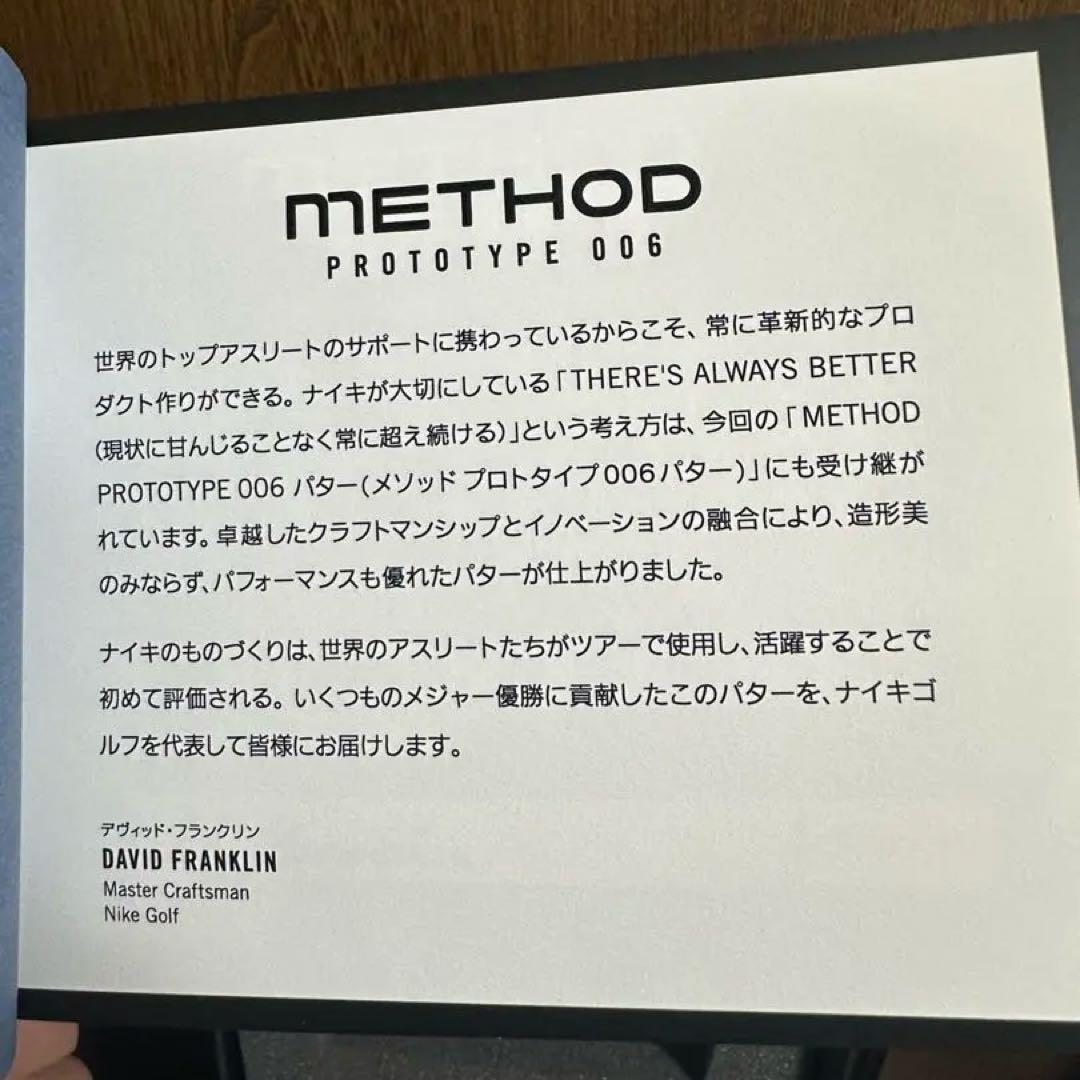 METHOD
PROTOTYPE 006
世界のトップアスリートのサポートに携わっているからこそ、常に革新的なプロ
ダクト作りができる。ナイキが大切にしている「THERE'S ALWAYS BETTER
(現状に甘んじることなく常に超え続ける)」という考え方は、今回の「METHOD
PROTOTYPE 006 パター(メソッド プロトタイプ006パター)」にも受け継が
れています。卓越したクラフトマンシップとイノベーションの融合により、造形美
のみならず、パフォーマンスも優れたパターが仕上がりました。
ナイキのものづくりは、世界のアスリートたちがツアーで使用し、活躍することで
初めて評価される。いくつものメジャー優勝に貢献したこのパターを、ナイキゴ
ルフを代表して皆様にお届けします。
デヴィッド・フランクリン
DAVID FRANKLIN
Master Craftsman
Nike Golf